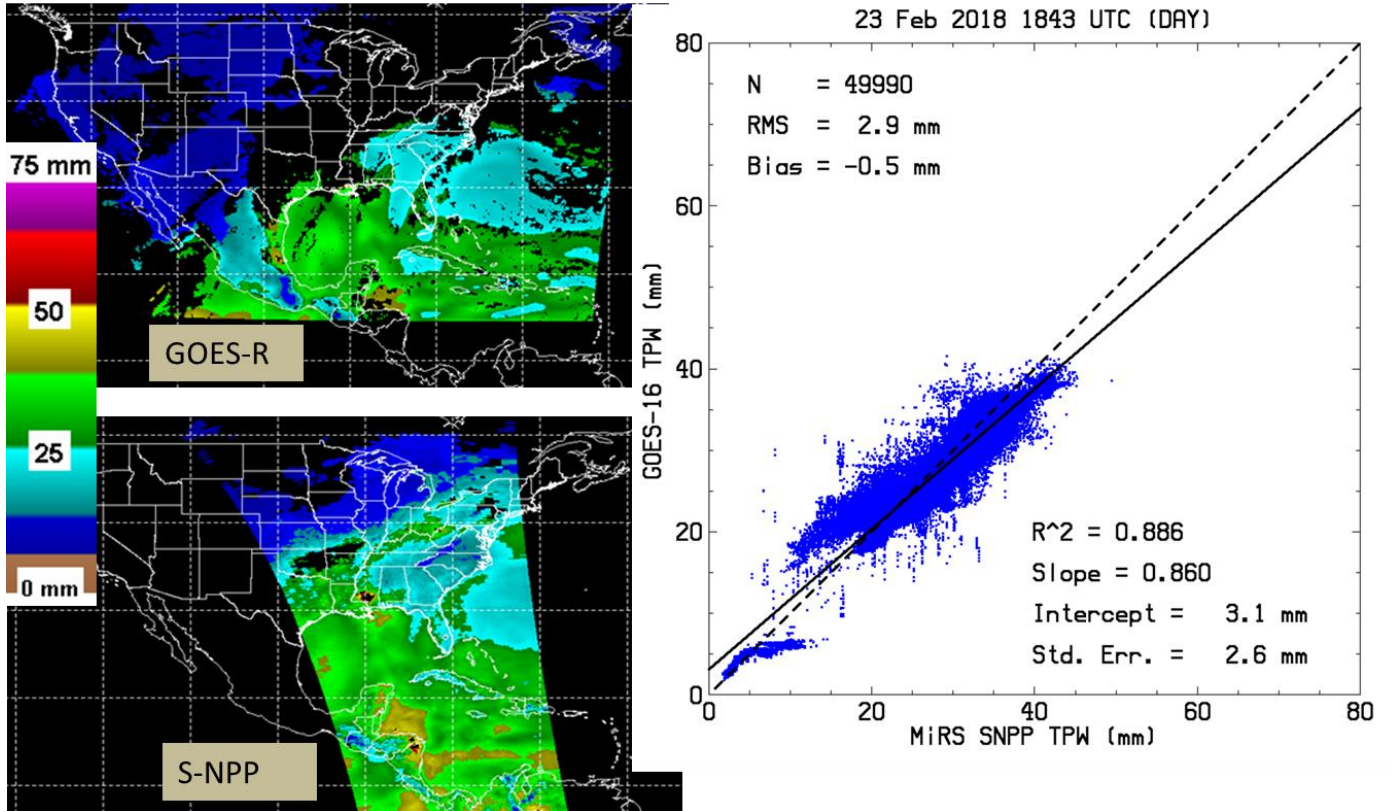 75 mm
50
25
0 mm
GOES-R
S-NPP
23 Feb 2018 1843 UTC (DAY)
N = 49990
RMS = 2.9 mm
Bias = -0.5 mm
R^2 = 0.886
Slope = 0.860
Intercept = 3.1 mm
Std. Err. = 2.6 mm
80
60
40
20
0
GOES-16 TPW (mm)
0 20 40 60 80
MiRS SNPP TPW (mm)